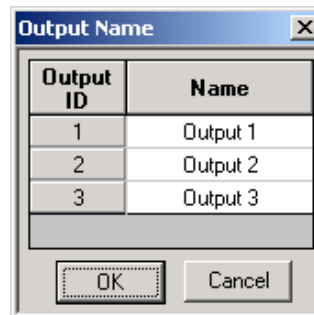 Output Name
Output ID Name
1 Output 1
2 Output 2
3 Output 3
OK Cancel